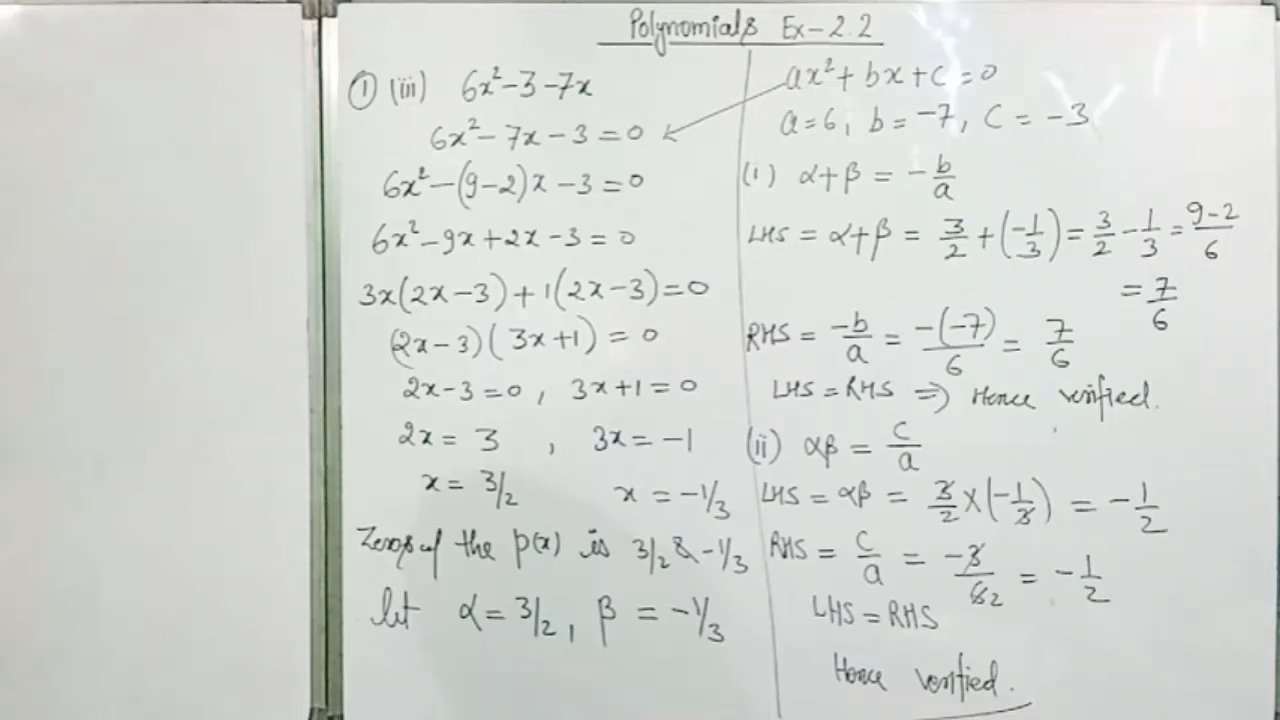 Polynomials Ex-2.2
① (iii) 6x²-3-7x
6x²-7x-3=0
6x²-(9-2)x-3=0
6x²-9x+2x-3=0
3x(2x-3)+1(2x-3)=0
(2x-3)(3x+1)=0
2x-3=0, 3x+1=0
2x=3, 3x=-1
x=3/2 x=-1/3
Zeros of the p(x) is 3/2 & -1/3
let α=3/2, β=-1/3
ax²+bx+c=0
a=6, b=-7, c=-3
(i) α+β = -b/a
LHS = α+β = 3/2+(-1/3) = 3/2-1/3 = 9-2/6
= 7/6
RHS = -b/a = -(-7)/6 = 7/6
LHS=RHS ⇒ Hence verified.
(ii) αβ = c/a
LHS = αβ = 3/2×(-1/3) = -1/2
RHS = c/a = -3/6 2 = -1/2
LHS=RHS
Hence verified.